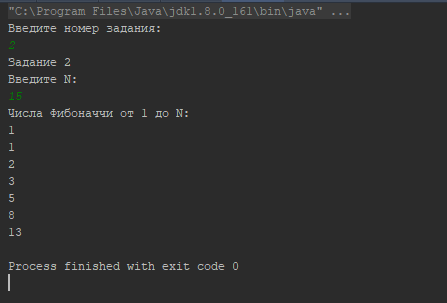 "C:\Program Files\Java\jdk1.8.0_161\bin\java" ...
Введите номер задания:
2
Задание 2
Введите N:
15
Числа Фибоначчи от 1 до N:
1
1
2
3
5
8
13
Process finished with exit code 0